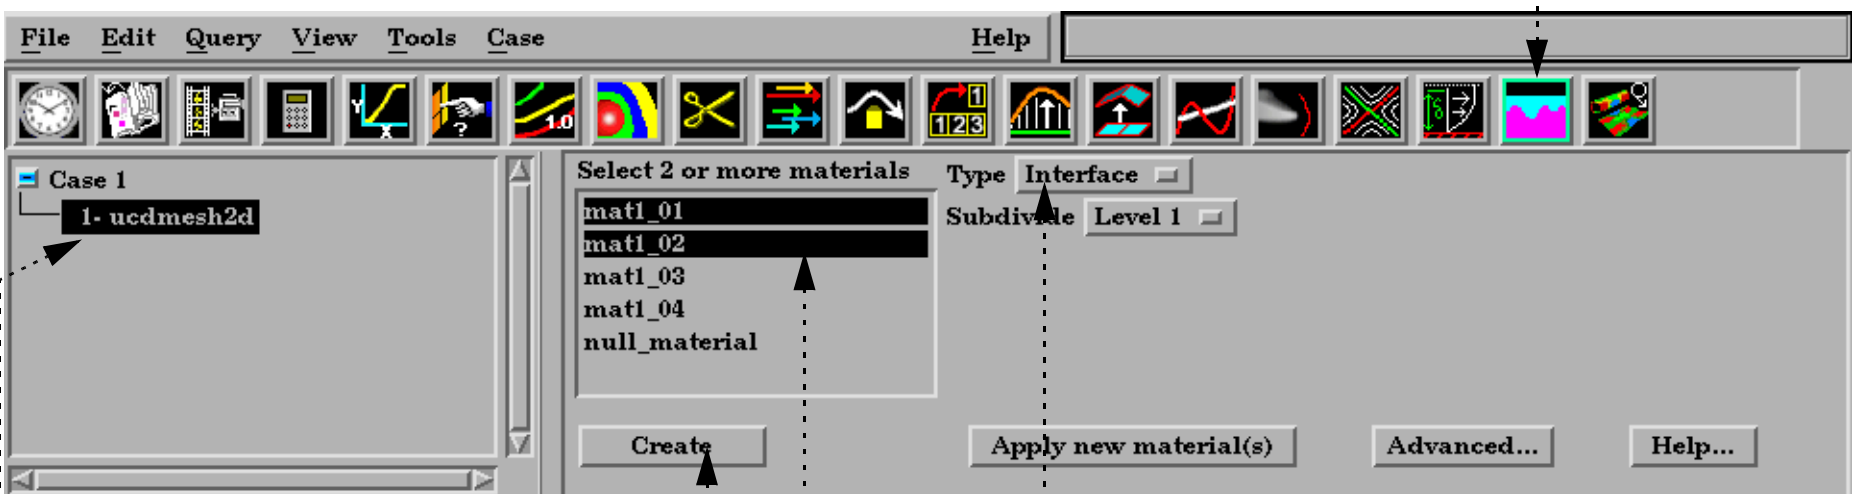 File Edit Query View Tools Case Help
Y X ? 1.0 1 123 δ
Case 1
1- ucdmesh2d
Select 2 or more materials
mat1_01
mat1_02
mat1_03
mat1_04
null_material
Type Interface
Subdivide Level 1
Create Apply new material(s) Advanced... Help...